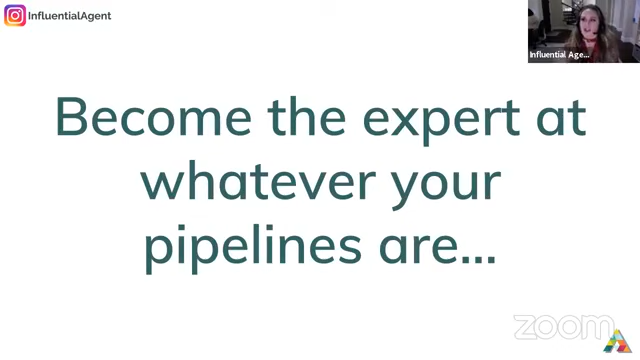 InfluentialAgent
Influential Age...
Become the expert at
whatever your
pipelines are...
zoom